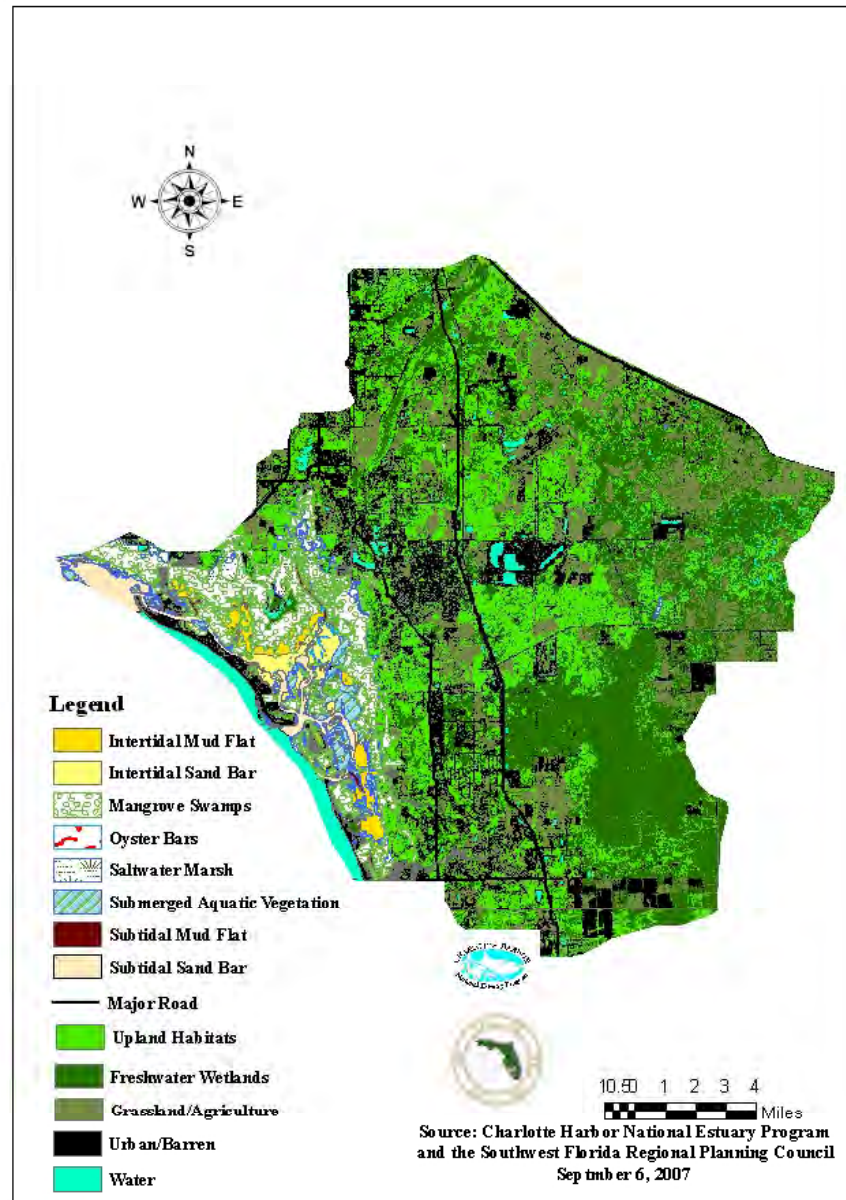 N
W E
S
Legend
Intertidal Mud Flat
Intertidal Sand Bar
Mangrove Swamps
Oyster Bars
Saltwater Marsh
Submerged Aquatic Vegetation
Subtidal Mud Flat
Subtidal Sand Bar
Major Road
Upland Habitats
Freshwater Wetlands
Grassland/Agriculture
Urban/Barren
Water
10.50 1 2 3 4
Miles
Source: Charlotte Harbor National Estuary Program
and the Southwest Florida Regional Planning Council
Septmber 6, 2007